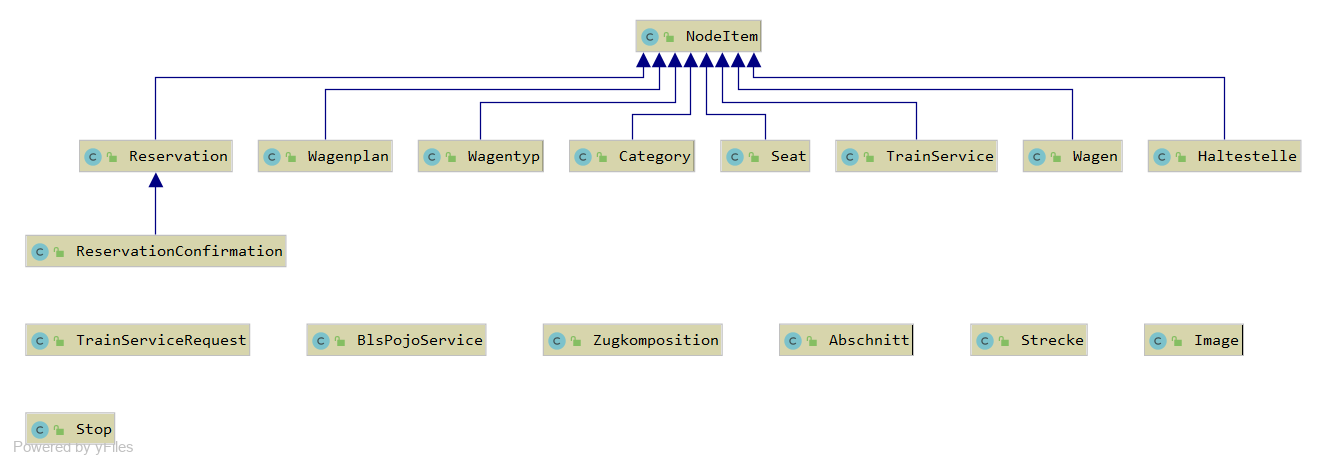 NodeItem
Reservation Wagenplan Wagentyp Category Seat TrainService Wagen Haltestelle
ReservationConfirmation
TrainServiceRequest BlsPojoService Zugkomposition Abschnitt Strecke Image
Stop
Powered by yFiles